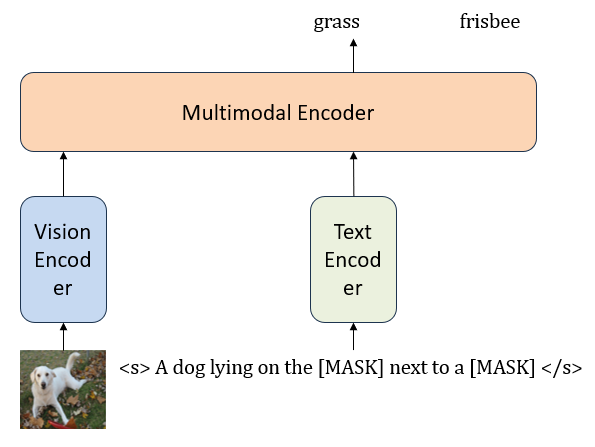 grass frisbee
Multimodal Encoder
Vision
Encod
er
Text
Encod
er
<s> A dog lying on the [MASK] next to a [MASK] </s>